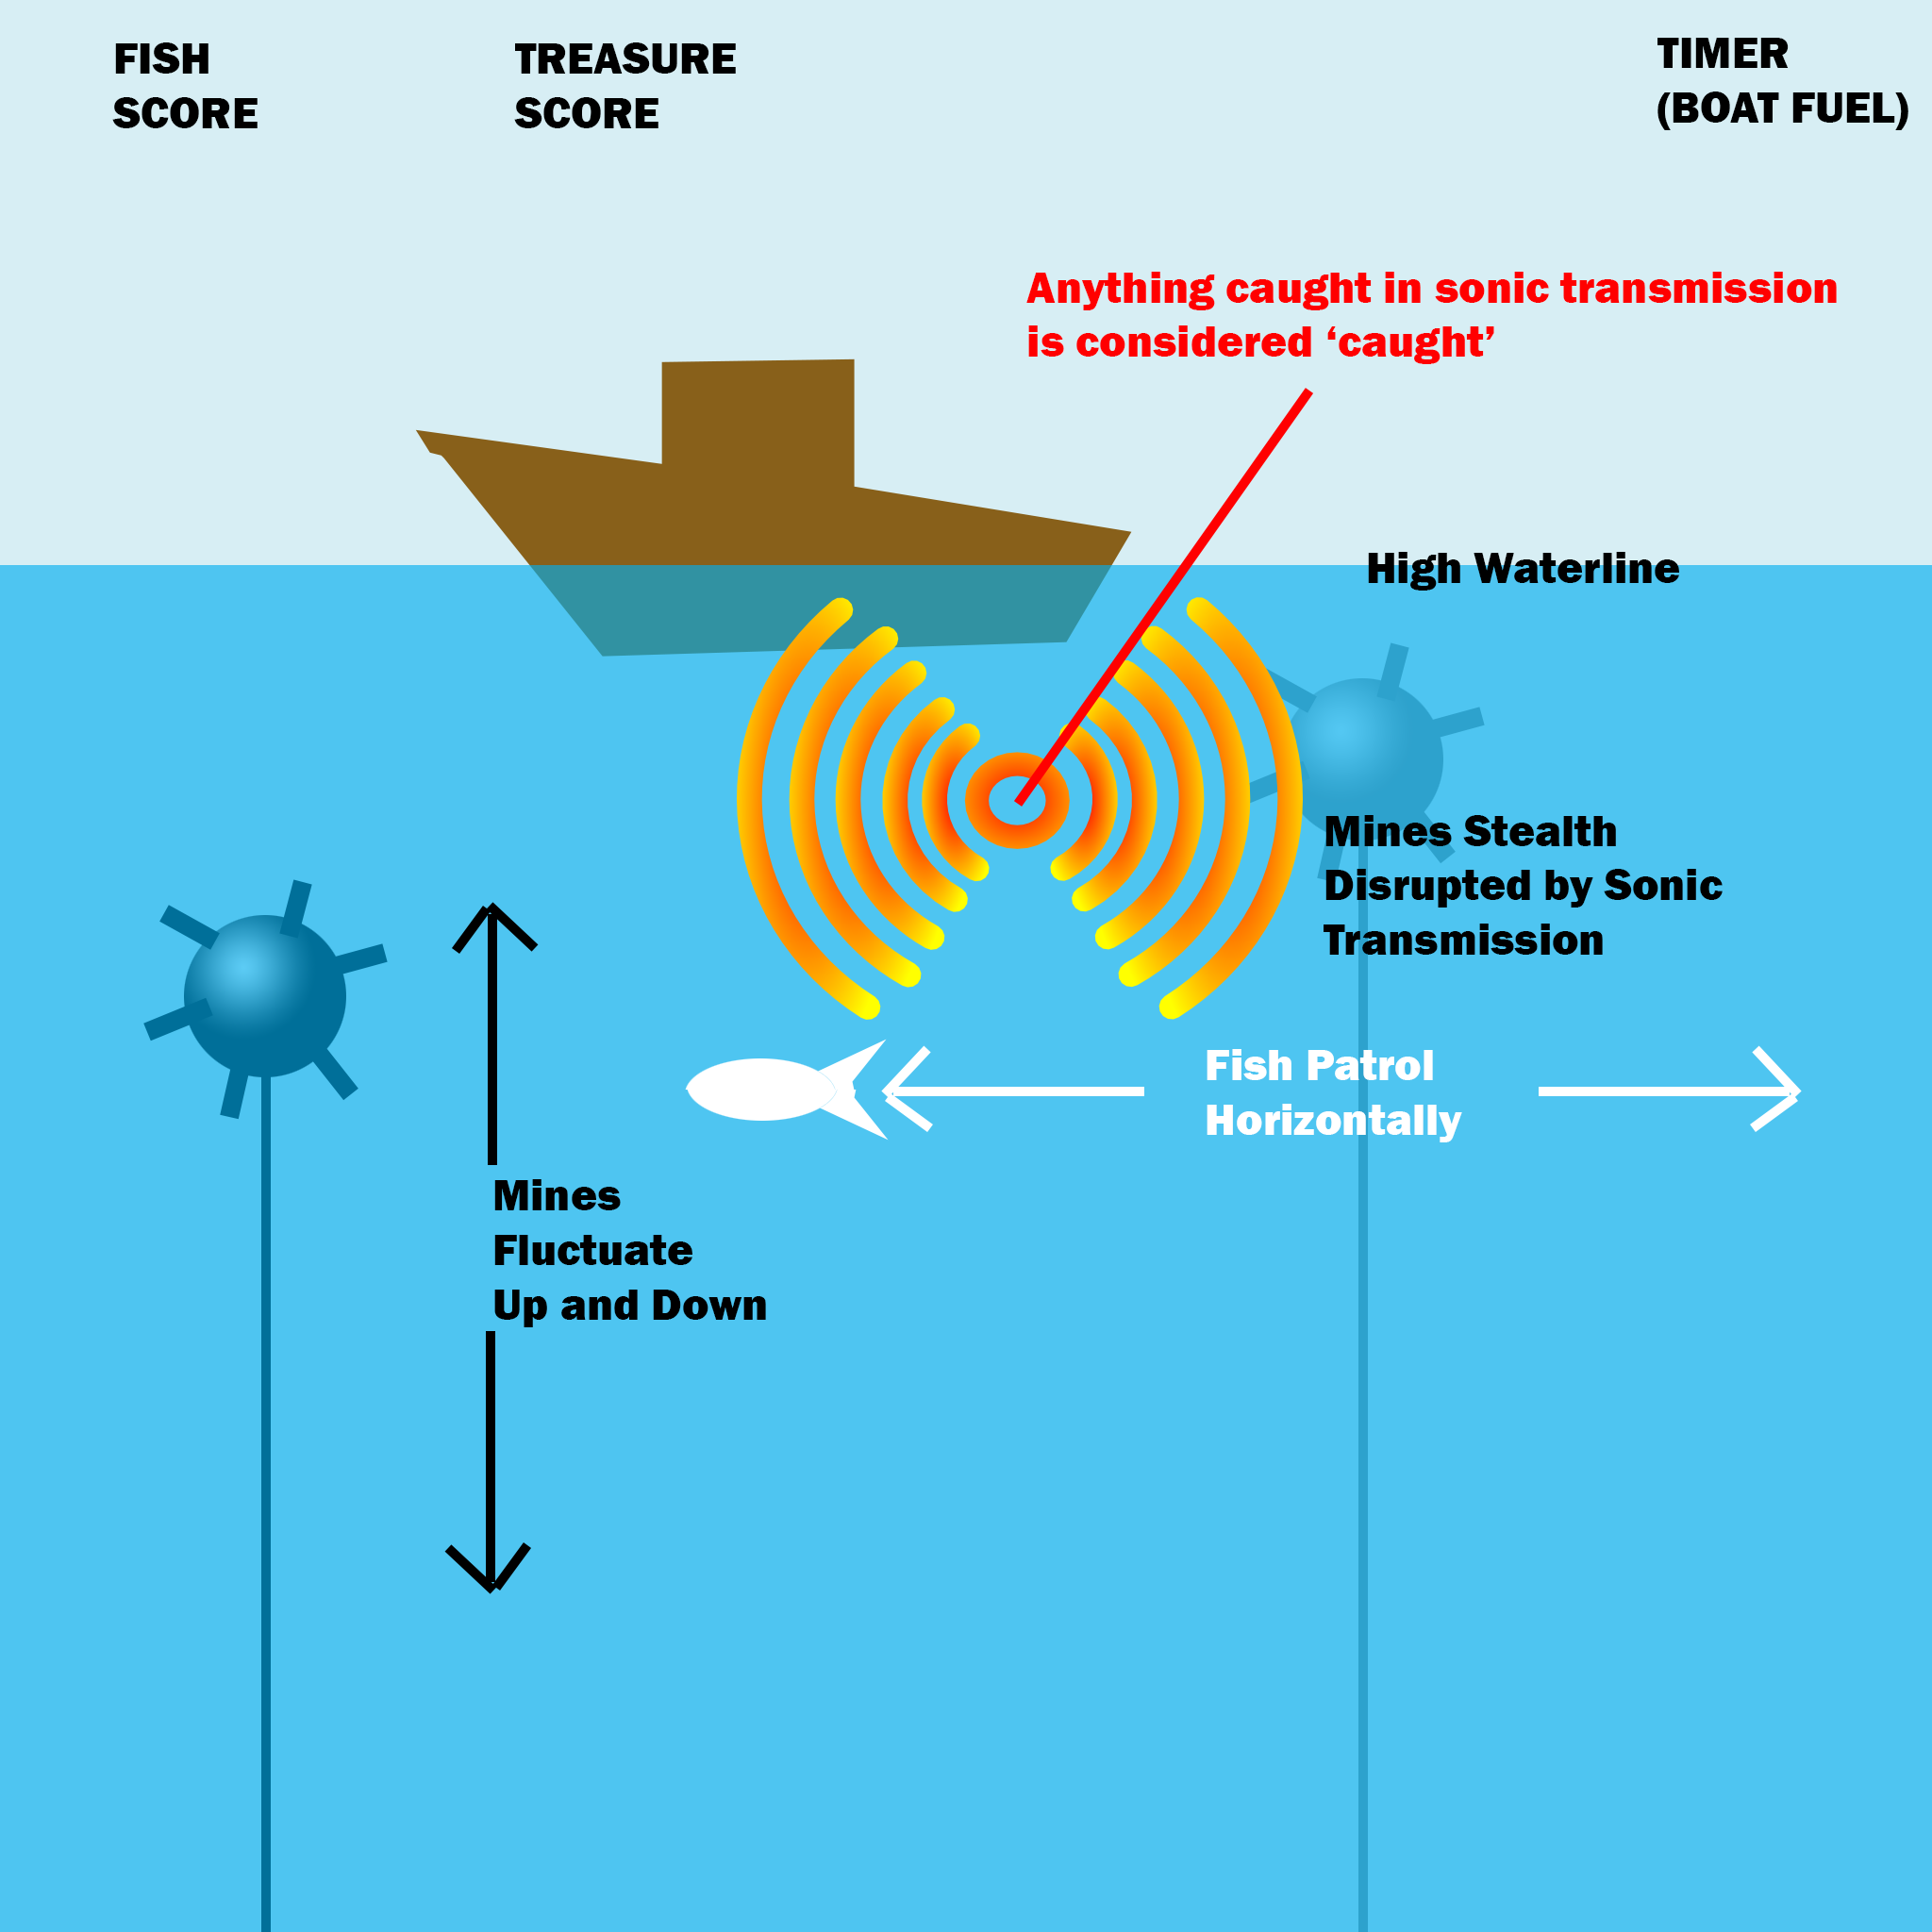 FISH
SCORE
TREASURE
SCORE
TIMER
(BOAT FUEL)
Anything caught in sonic transmission
is considered ‘caught’
High Waterline
Mines Stealth
Disrupted by Sonic
Transmission
Fish Patrol
Horizontally
Mines
Fluctuate
Up and Down